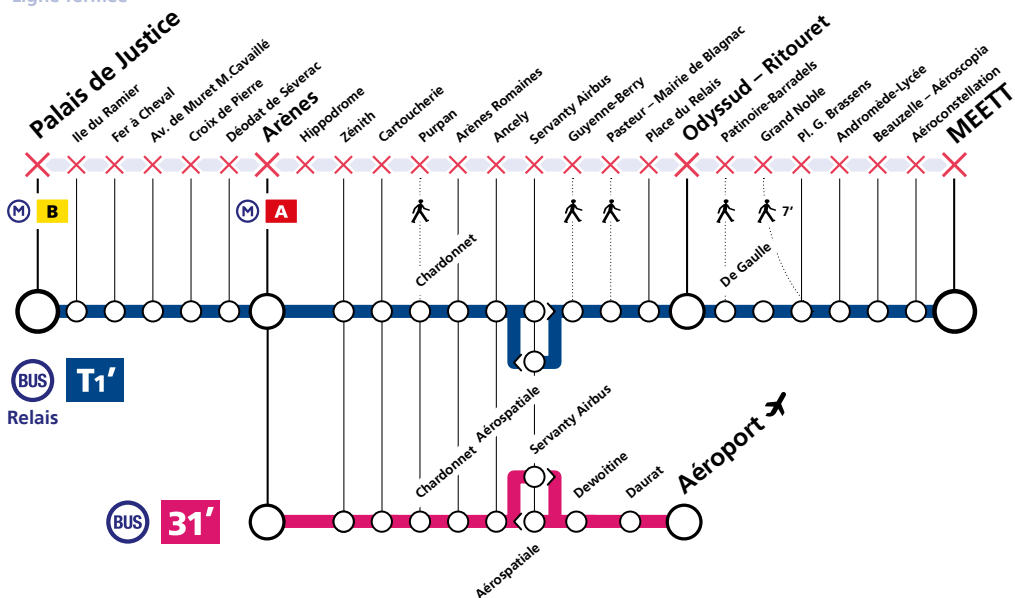 Ligne fermée
Palais de Justice
Ile du Ramier
Fer à Cheval
Av. de Muret M.Cavaillé
Croix de Pierre
Déodat de Séverac
Arènes
Hippodrome
Zénith
Cartoucherie
Purpan
Arènes Romaines
Ancely
Servanty Airbus
Guyenne-Berry
Pasteur – Mairie de Blagnac
Place du Relais
Odyssud – Ritouret
Patinoire-Barradels
Grand Noble
Pl. G. Brassens
Andromède-Lycée
Beauzelle – Aéroscopia
Aéroconstellation
MEETT
M B
M A
7’
Chardonnet
De Gaulle
BUS T1’
Relais
Aérospatiale
Chardonnet
Servanty Airbus
Dewoitine
Daurat
Aéroport
BUS 31’
Aérospatiale